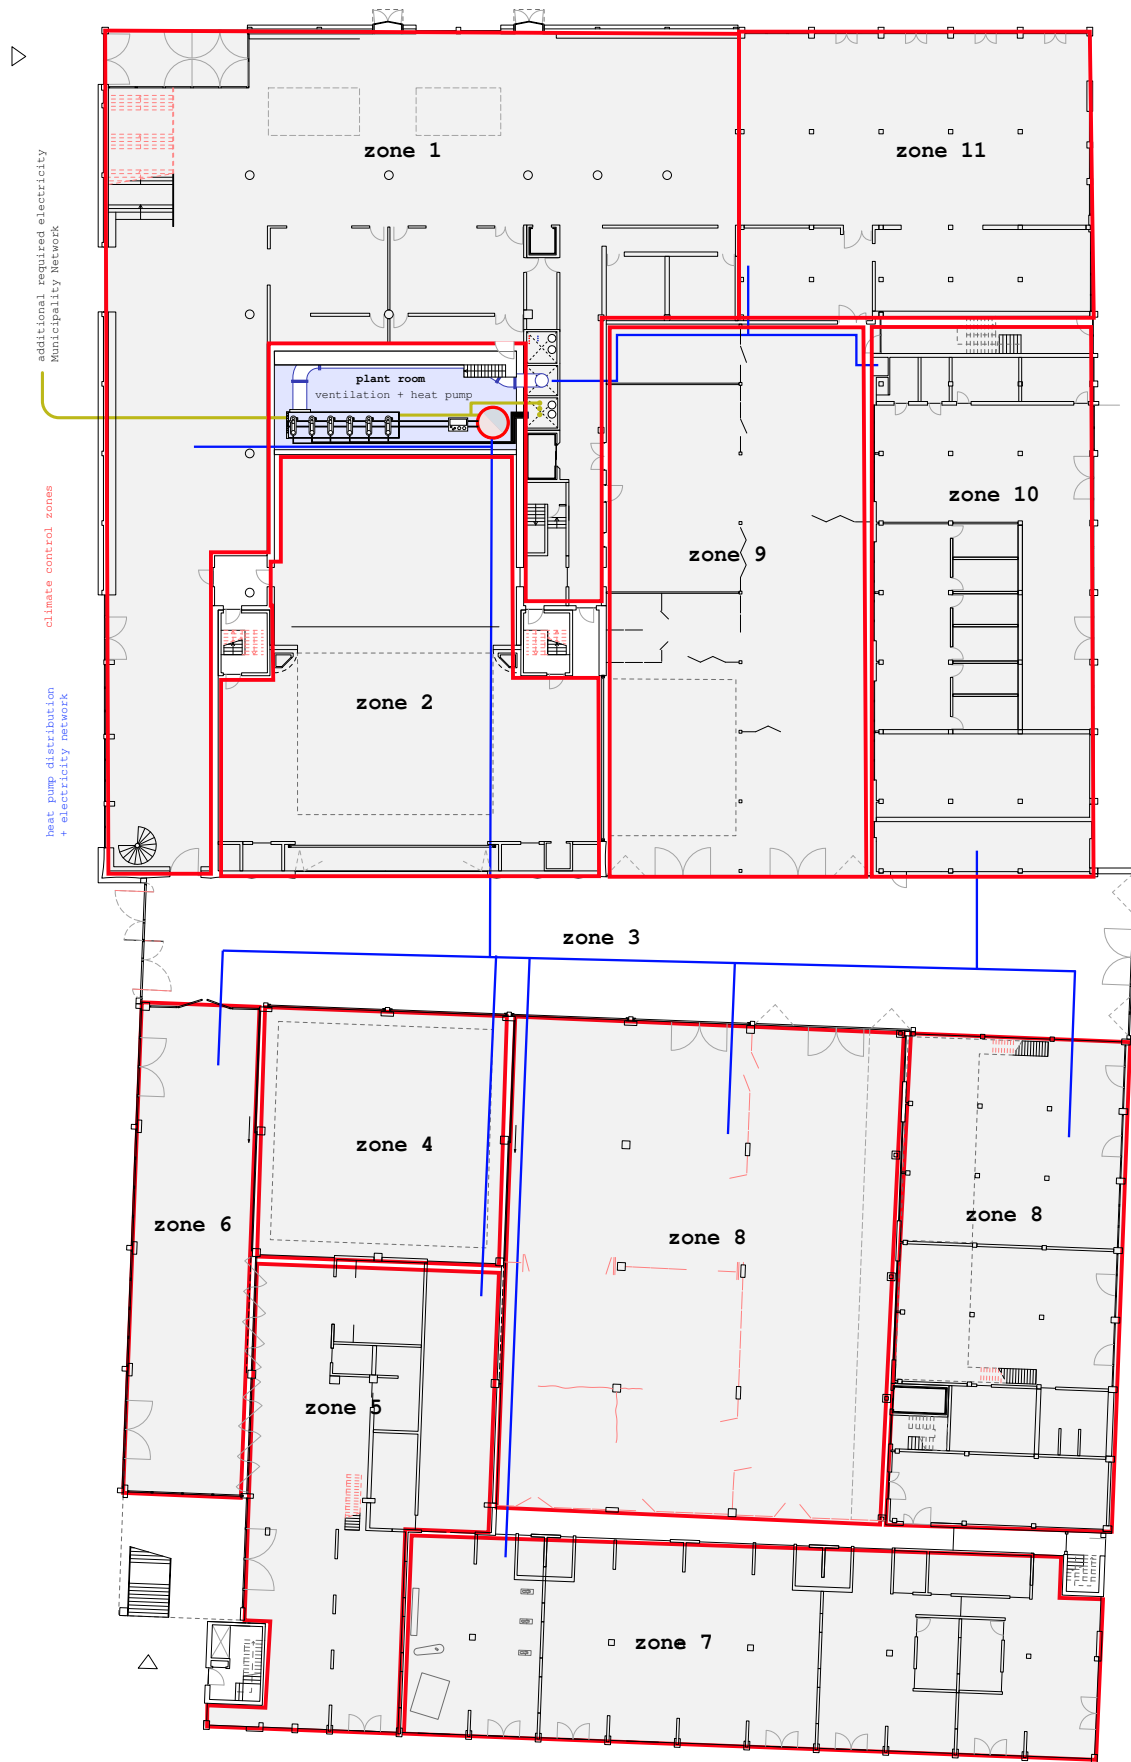 zone 1
zone 11
additional required electricity
Municipality Network
plant room
ventilation + heat pump
climate control zones
zone 10
zone 9
heat pump distribution
+ electricity network
zone 2
zone 3
zone 4
zone 6
zone 8
zone 8
zone 5
zone 7